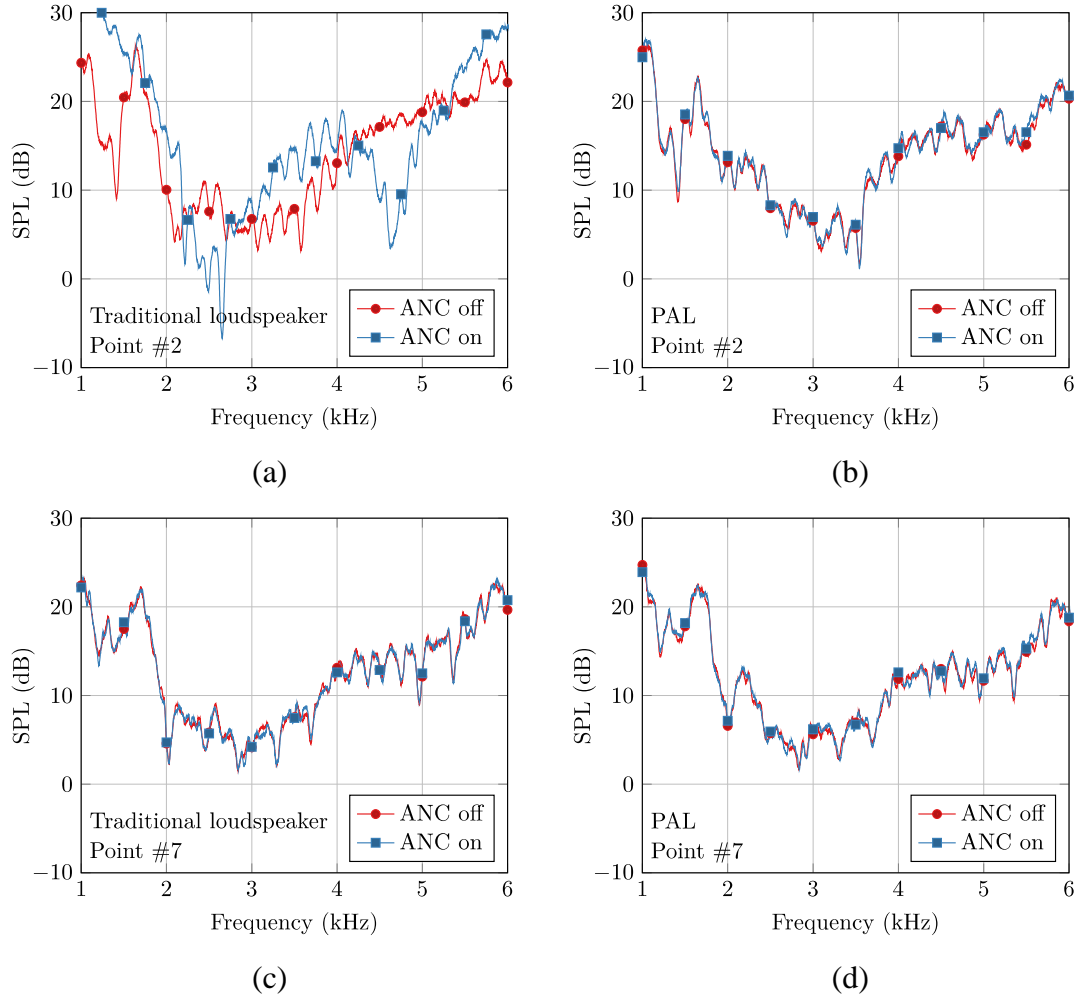 30
20
10
0
−10
SPL (dB)
Traditional loudspeaker
Point #2
ANC off
ANC on
1 2 3 4 5 6
Frequency (kHz)
(a)
30
20
10
0
−10
SPL (dB)
PAL
Point #2
ANC off
ANC on
1 2 3 4 5 6
Frequency (kHz)
(b)
30
20
10
0
−10
SPL (dB)
Traditional loudspeaker
Point #7
ANC off
ANC on
1 2 3 4 5 6
Frequency (kHz)
(c)
30
20
10
0
−10
SPL (dB)
PAL
Point #7
ANC off
ANC on
1 2 3 4 5 6
Frequency (kHz)
(d)